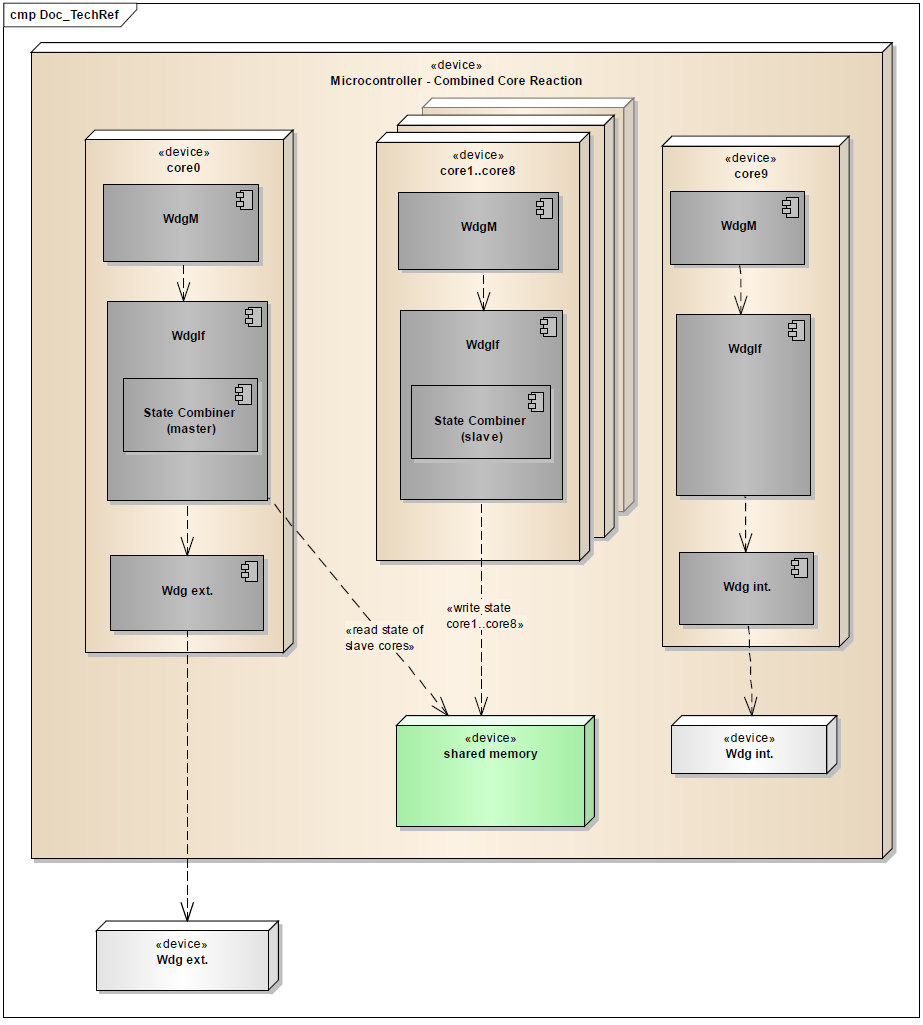 cmp Doc_TechRef
«device»
Microcontroller - Combined Core Reaction
«device»
core0
WdgM
WdgIf
State Combiner
(master)
Wdg ext.
«device»
core1..core8
WdgM
WdgIf
State Combiner
(slave)
«device»
core9
WdgM
WdgIf
Wdg int.
«read state of
slave cores»
«write state
core1..core8»
«device»
shared memory
«device»
Wdg int.
«device»
Wdg ext.